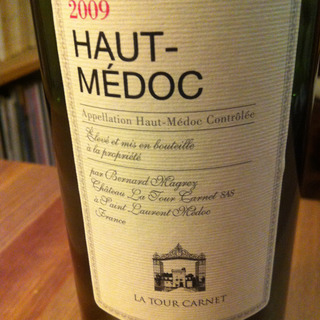 2009
HAUT-
MÉDOC
Appellation Haut-Médoc Contrôlée
Élevé et mis en bouteille
à la propriété
par Bernard Magrez
Château La Tour Carnet SAS
à Saint Laurent Médoc
France
LA TOUR CARNET